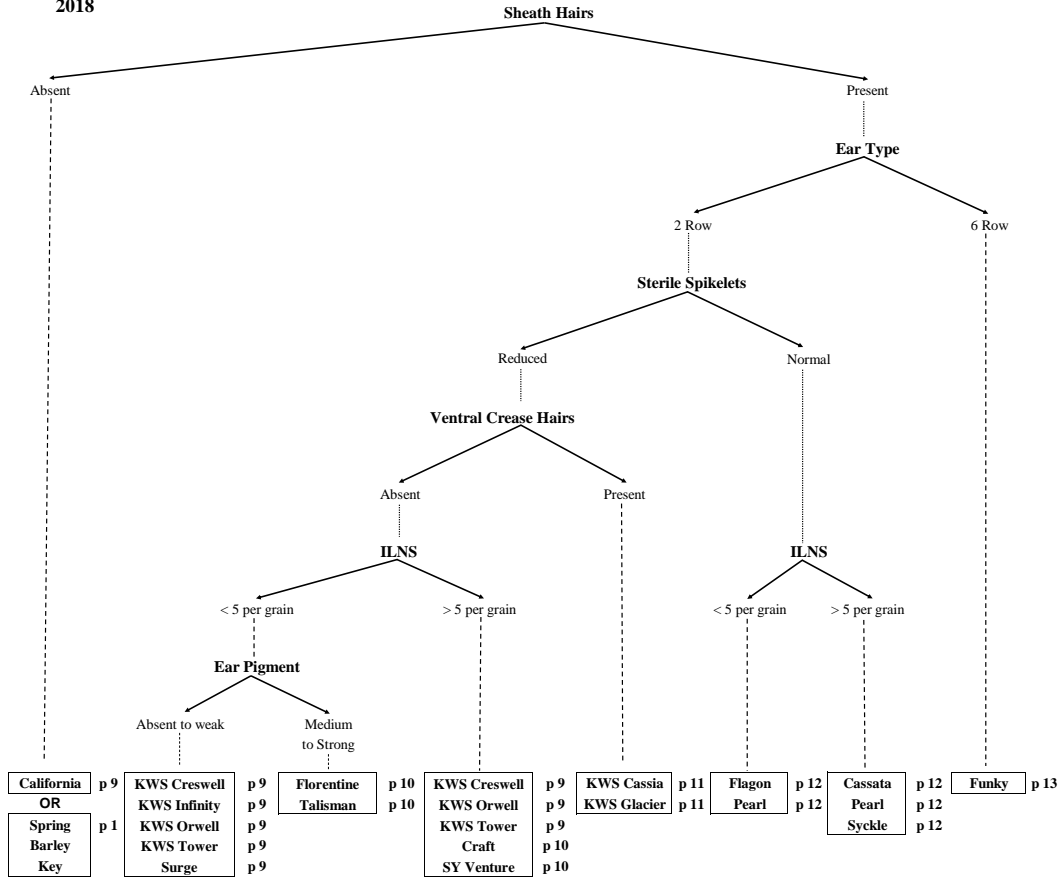 2018
Sheath Hairs
Absent
Present
Ear Type
2 Row
6 Row
Sterile Spikelets
Reduced
Normal
Ventral Crease Hairs
Absent
Present
ILNS
ILNS
< 5 per grain
> 5 per grain
< 5 per grain
> 5 per grain
Ear Pigment
Absent to weak
Medium
to Strong
California p 9
OR
Spring p 1
Barley
Key
KWS Creswell p 9
KWS Infinity p 9
KWS Orwell p 9
KWS Tower p 9
Surge p 9
Florentine p 10
Talisman p 10
KWS Creswell p 9
KWS Orwell p 9
KWS Tower p 9
Craft p 10
SY Venture p 10
KWS Cassia p 11
KWS Glacier p 11
Flagon p 12
Pearl p 12
Cassata p 12
Pearl p 12
Syckle p 12
Funky p 13